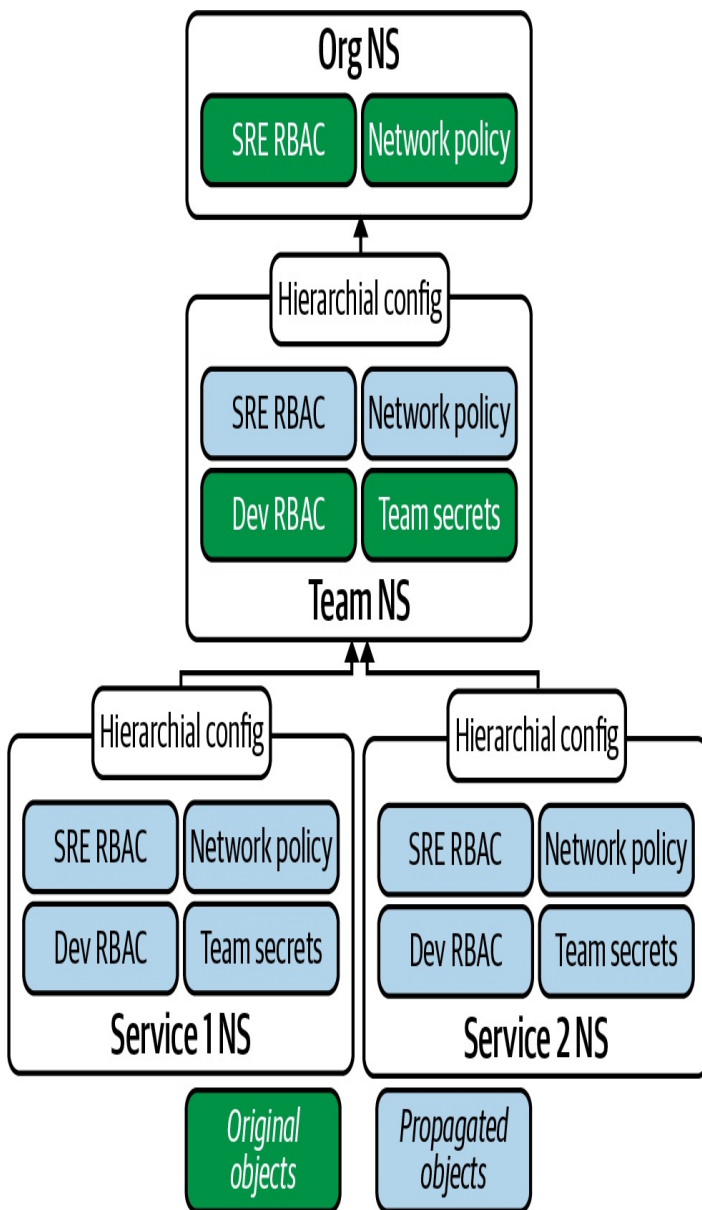 Org NS
SRE RBAC
Network policy
Hierarchial config
SRE RBAC
Network policy
Dev RBAC
Team secrets
Team NS
Hierarchial config
SRE RBAC
Network policy
Dev RBAC
Team secrets
Service 1 NS
Hierarchial config
SRE RBAC
Network policy
Dev RBAC
Team secrets
Service 2 NS
Original
objects
Propagated
objects